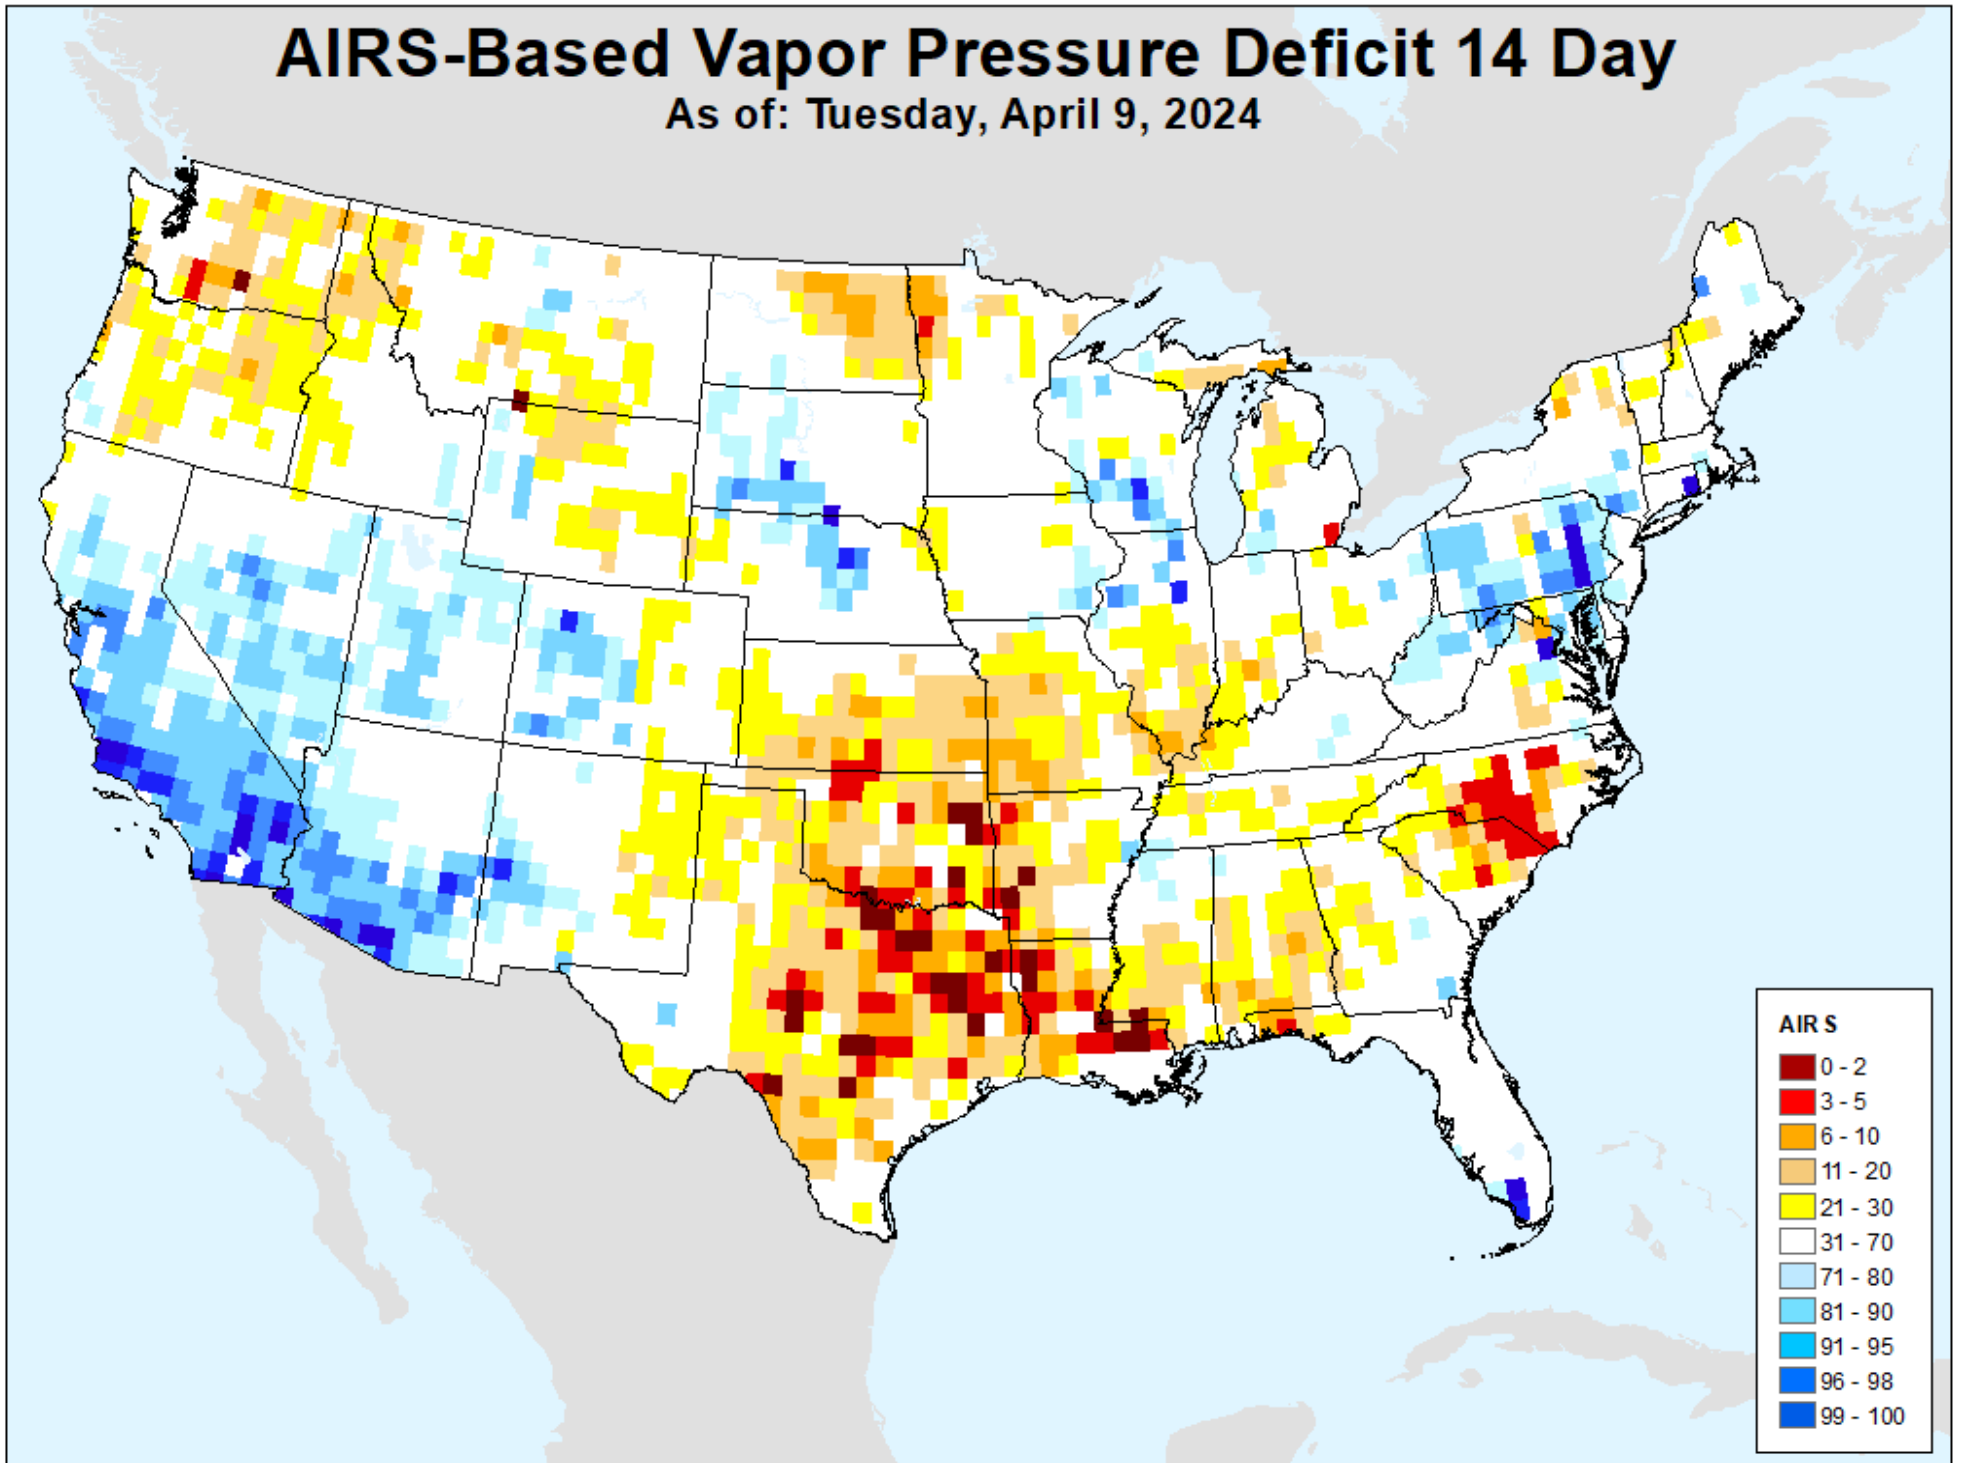 AIRS-Based Vapor Pressure Deficit 14 Day
As of: Tuesday, April 9, 2024
AIRS
0 - 2
3 - 5
6 - 10
11 - 20
21 - 30
31 - 70
71 - 80
81 - 90
91 - 95
96 - 98
99 - 100